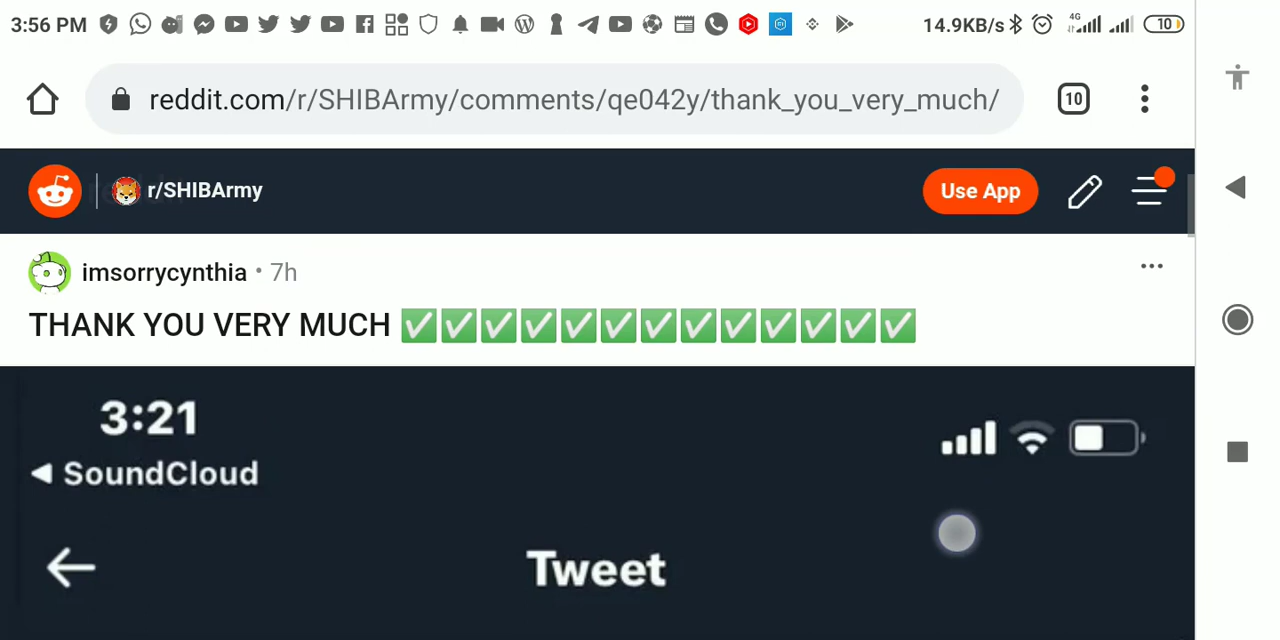 3:56 PM 14.9KB/s 4G 10
reddit.com/r/SHIBArmy/comments/qe042y/thank_you_very_much/ 10
r/SHIBArmy Use App
imsorrycynthia • 7h
THANK YOU VERY MUCH ✅✅✅✅✅✅✅✅✅✅✅✅✅
3:21
◀ SoundCloud
Tweet